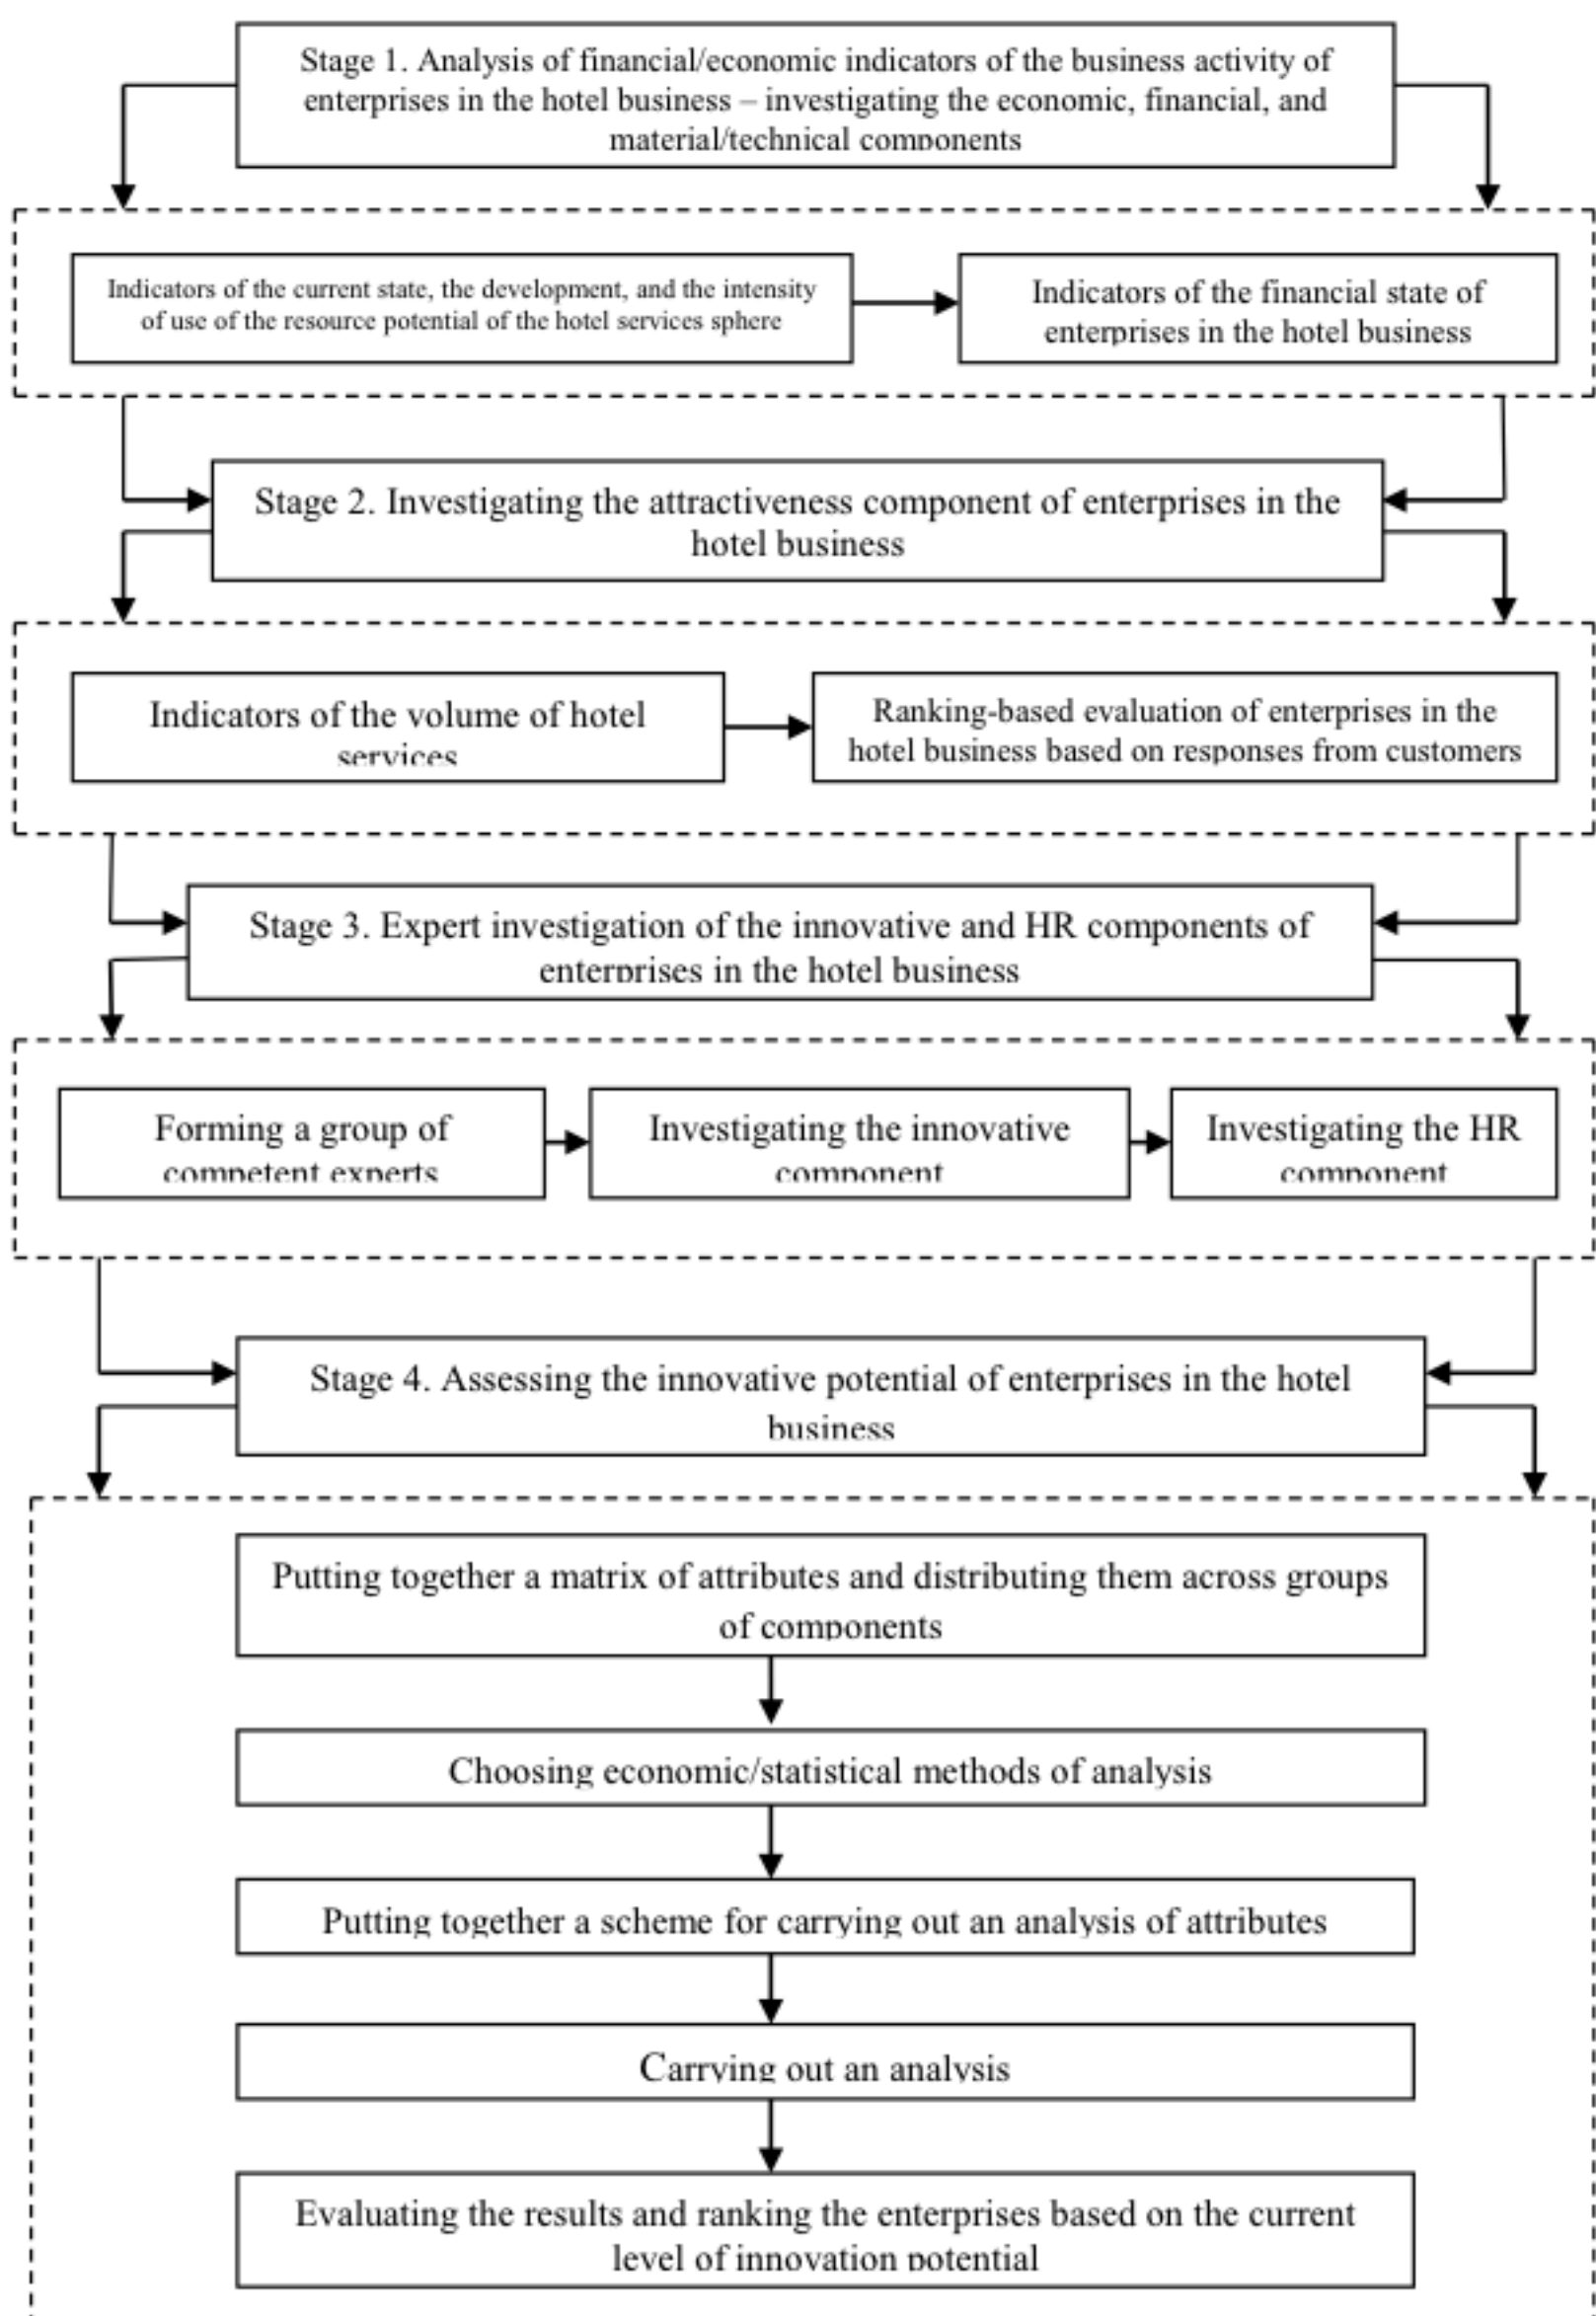 Stage 1. Analysis of financial/economic indicators of the business activity of
enterprises in the hotel business – investigating the economic, financial, and
material/technical components
Indicators of the current state, the development, and the intensity
of use of the resource potential of the hotel services sphere
Indicators of the financial state of
enterprises in the hotel business
Stage 2. Investigating the attractiveness component of enterprises in the
hotel business
Indicators of the volume of hotel
services
Ranking-based evaluation of enterprises in the
hotel business based on responses from customers
Stage 3. Expert investigation of the innovative and HR components of
enterprises in the hotel business
Forming a group of
competent experts
Investigating the innovative
component
Investigating the HR
component
Stage 4. Assessing the innovative potential of enterprises in the hotel
business
Putting together a matrix of attributes and distributing them across groups
of components
Choosing economic/statistical methods of analysis
Putting together a scheme for carrying out an analysis of attributes
Carrying out an analysis
Evaluating the results and ranking the enterprises based on the current
level of innovation potential